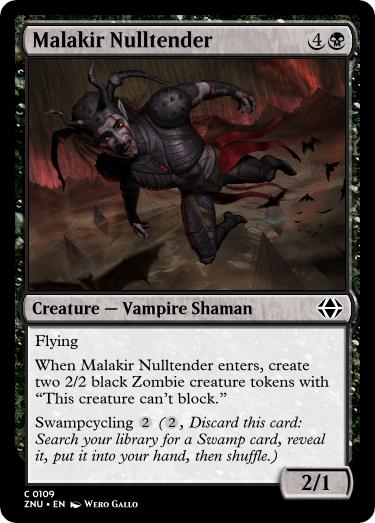 Malakir Nulltender 4
Creature — Vampire Shaman
Flying
When Malakir Nulltender enters, create
two 2/2 black Zombie creature tokens with
“This creature can’t block.”
Swampcycling 2 (2, Discard this card:
Search your library for a Swamp card, reveal
it, put it into your hand, then shuffle.)
2/1
C 0109
ZNU • EN Wero Gallo